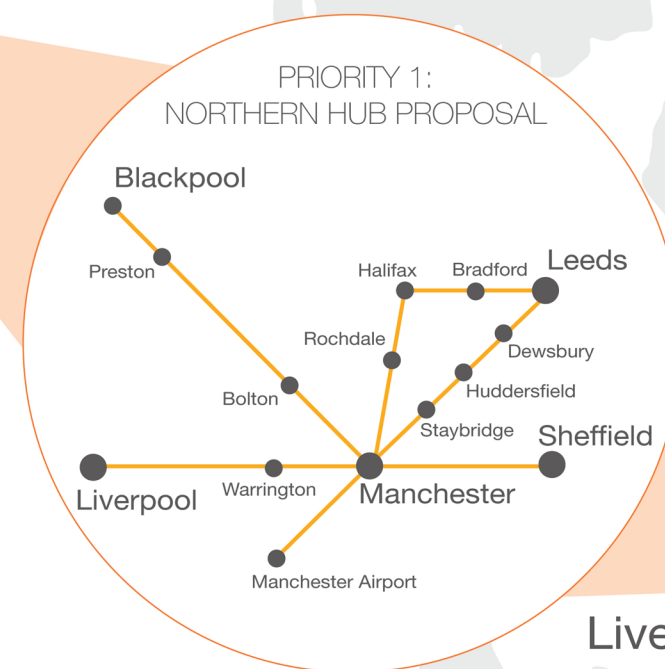 PRIORITY 1:
NORTHERN HUB PROPOSAL
Blackpool
Preston
Halifax
Bradford
Leeds
Rochdale
Dewsbury
Huddersfield
Bolton
Staybridge
Sheffield
Liverpool
Warrington
Manchester
Manchester Airport
Live